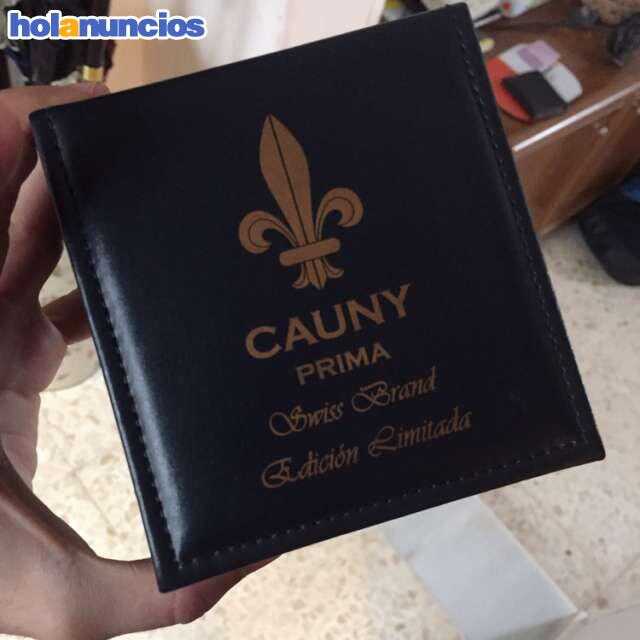 holanuncios
CAUNY
PRIMA
Swiss Brand
Edición Limitada